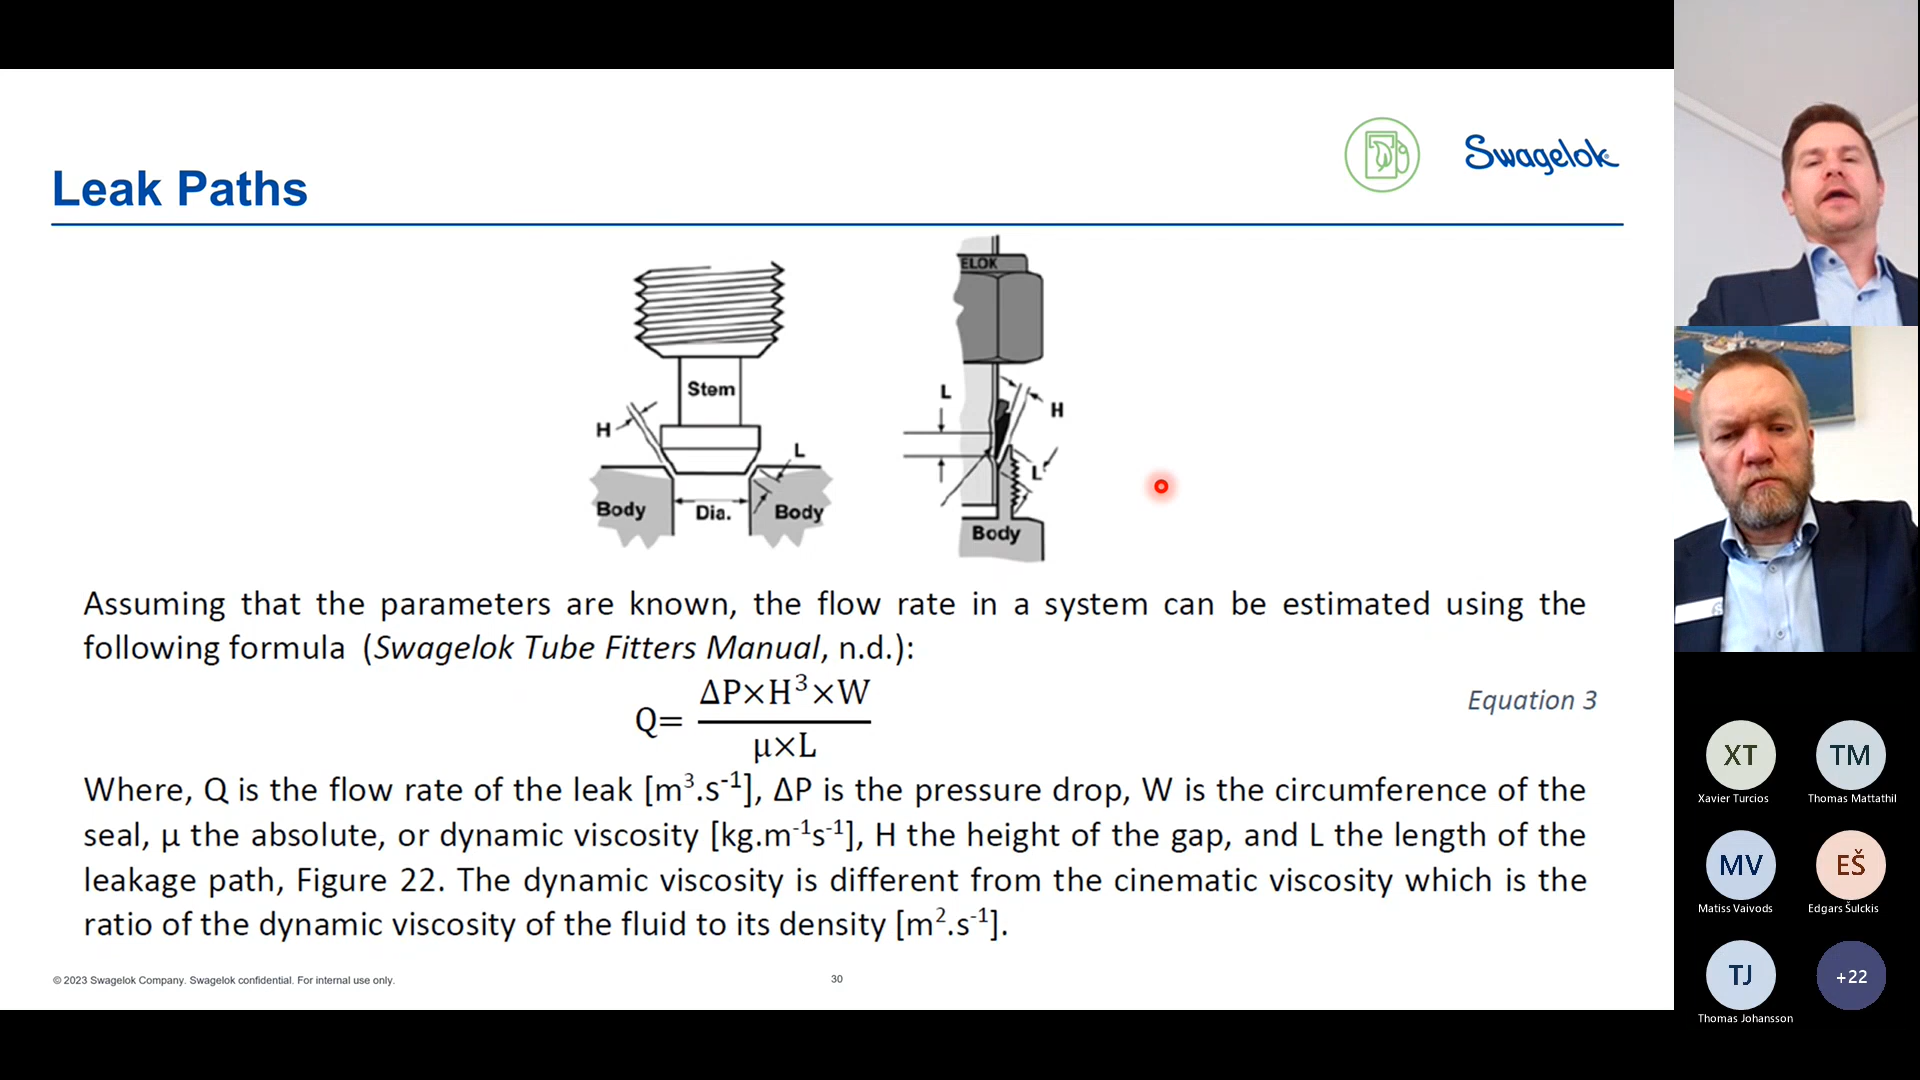 Swagelok
Leak Paths
ELOK
Stem
H
L
Body
Dia.
Body
L
H
L
Body
Assuming that the parameters are known, the flow rate in a system can be estimated using the
following formula (Swagelok Tube Fitters Manual, n.d.):
Q= ΔP×H³×W
μ×L
Equation 3
Where, Q is the flow rate of the leak [m³.s⁻¹], ΔP is the pressure drop, W is the circumference of the
seal, μ the absolute, or dynamic viscosity [kg.m⁻¹s⁻¹], H the height of the gap, and L the length of the
leakage path, Figure 22. The dynamic viscosity is different from the cinematic viscosity which is the
ratio of the dynamic viscosity of the fluid to its density [m².s⁻¹].
© 2023 Swagelok Company. Swagelok confidential. For internal use only.
30
XT
Xavier Turcios
TM
Thomas Mattathil
MV
Matiss Vaivods
EŠ
Edgars Šulckis
TJ
Thomas Johansson
+22